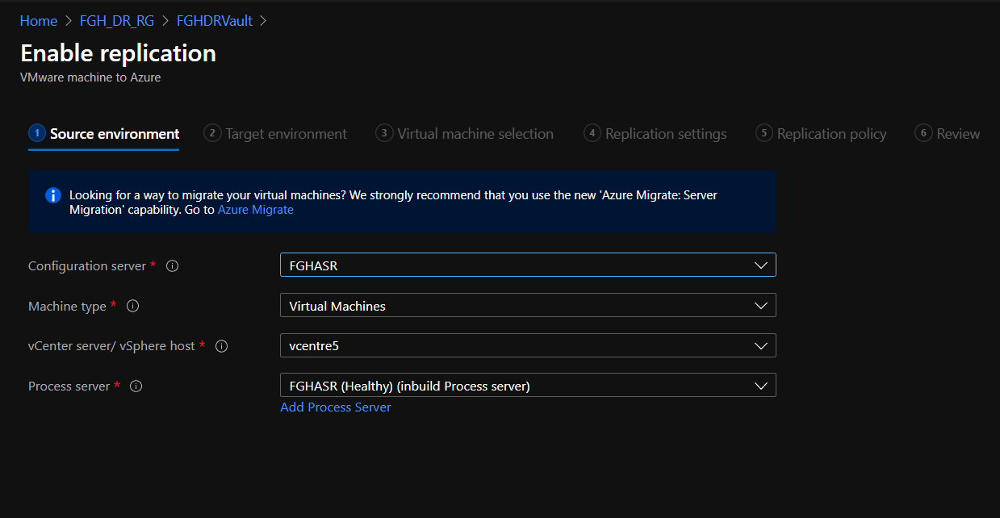 Home > FGH_DR_RG > FGHDRVault >
Enable replication
VMware machine to Azure
1 Source environment 2 Target environment 3 Virtual machine selection 4 Replication settings 5 Replication policy 6 Review
Looking for a way to migrate your virtual machines? We strongly recommend that you use the new 'Azure Migrate: Server
Migration' capability. Go to Azure Migrate
Configuration server * FGHASR
Machine type * Virtual Machines
vCenter server/ vSphere host * vcentre5
Process server * FGHASR (Healthy) (inbuild Process server)
Add Process Server